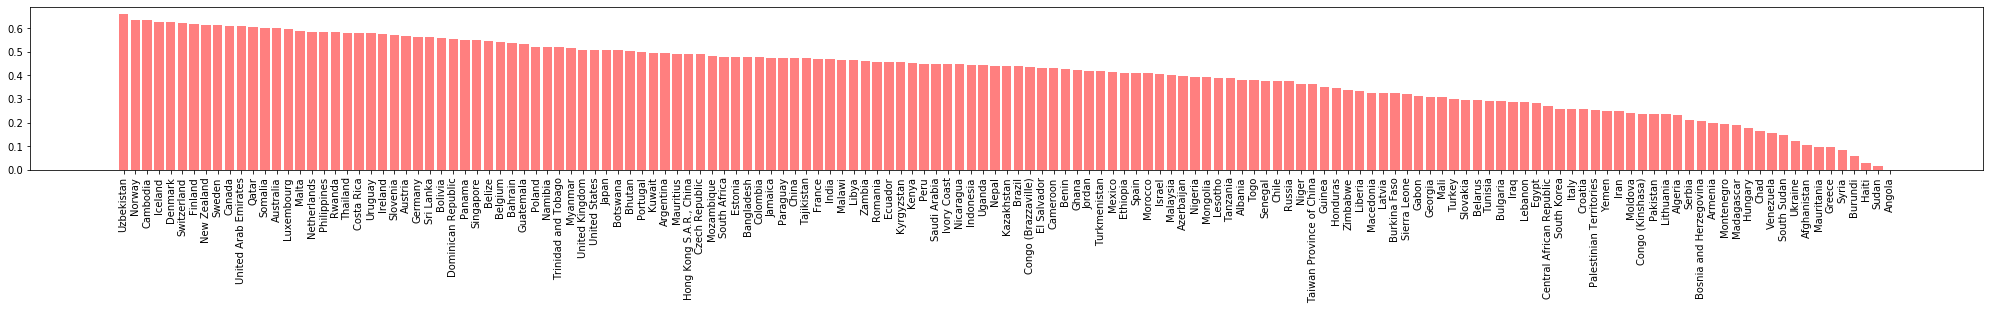 0.6
0.5
0.4
0.3
0.2
0.1
0.0
Uzbekistan
Norway
Cambodia
Iceland
Denmark
Switzerland
Finland
New Zealand
Sweden
Canada
United Arab Emirates
Qatar
Somalia
Australia
Luxembourg
Malta
Netherlands
Philippines
Rwanda
Thailand
Costa Rica
Uruguay
Ireland
Slovenia
Austria
Germany
Sri Lanka
Bolivia
Dominican Republic
Panama
Singapore
Belize
Belgium
Bahrain
Guatemala
Poland
Namibia
Trinidad and Tobago
Myanmar
United Kingdom
United States
Japan
Botswana
Bhutan
Portugal
Kuwait
Argentina
Mauritius
Hong Kong S.A.R., China
Czech Republic
Mozambique
South Africa
Estonia
Bangladesh
Colombia
Jamaica
Paraguay
China
Tajikistan
France
India
Malawi
Libya
Zambia
Romania
Ecuador
Kyrgyzstan
Kenya
Peru
Saudi Arabia
Ivory Coast
Nicaragua
Indonesia
Uganda
Nepal
Kazakhstan
Brazil
Congo (Brazzaville)
El Salvador
Cameroon
Benin
Ghana
Jordan
Turkmenistan
Mexico
Ethiopia
Spain
Morocco
Israel
Malaysia
Azerbaijan
Nigeria
Mongolia
Lesotho
Tanzania
Albania
Togo
Senegal
Chile
Russia
Niger
Taiwan Province of China
Guinea
Honduras
Zimbabwe
Liberia
Macedonia
Latvia
Burkina Faso
Sierra Leone
Gabon
Georgia
Mali
Turkey
Slovakia
Belarus
Tunisia
Bulgaria
Iraq
Lebanon
Egypt
Central African Republic
South Korea
Italy
Croatia
Palestinian Territories
Yemen
Iran
Moldova
Congo (Kinshasa)
Pakistan
Lithuania
Algeria
Serbia
Bosnia and Herzegovina
Armenia
Montenegro
Madagascar
Hungary
Chad
Venezuela
South Sudan
Ukraine
Afghanistan
Mauritania
Greece
Syria
Burundi
Haiti
Sudan
Angola